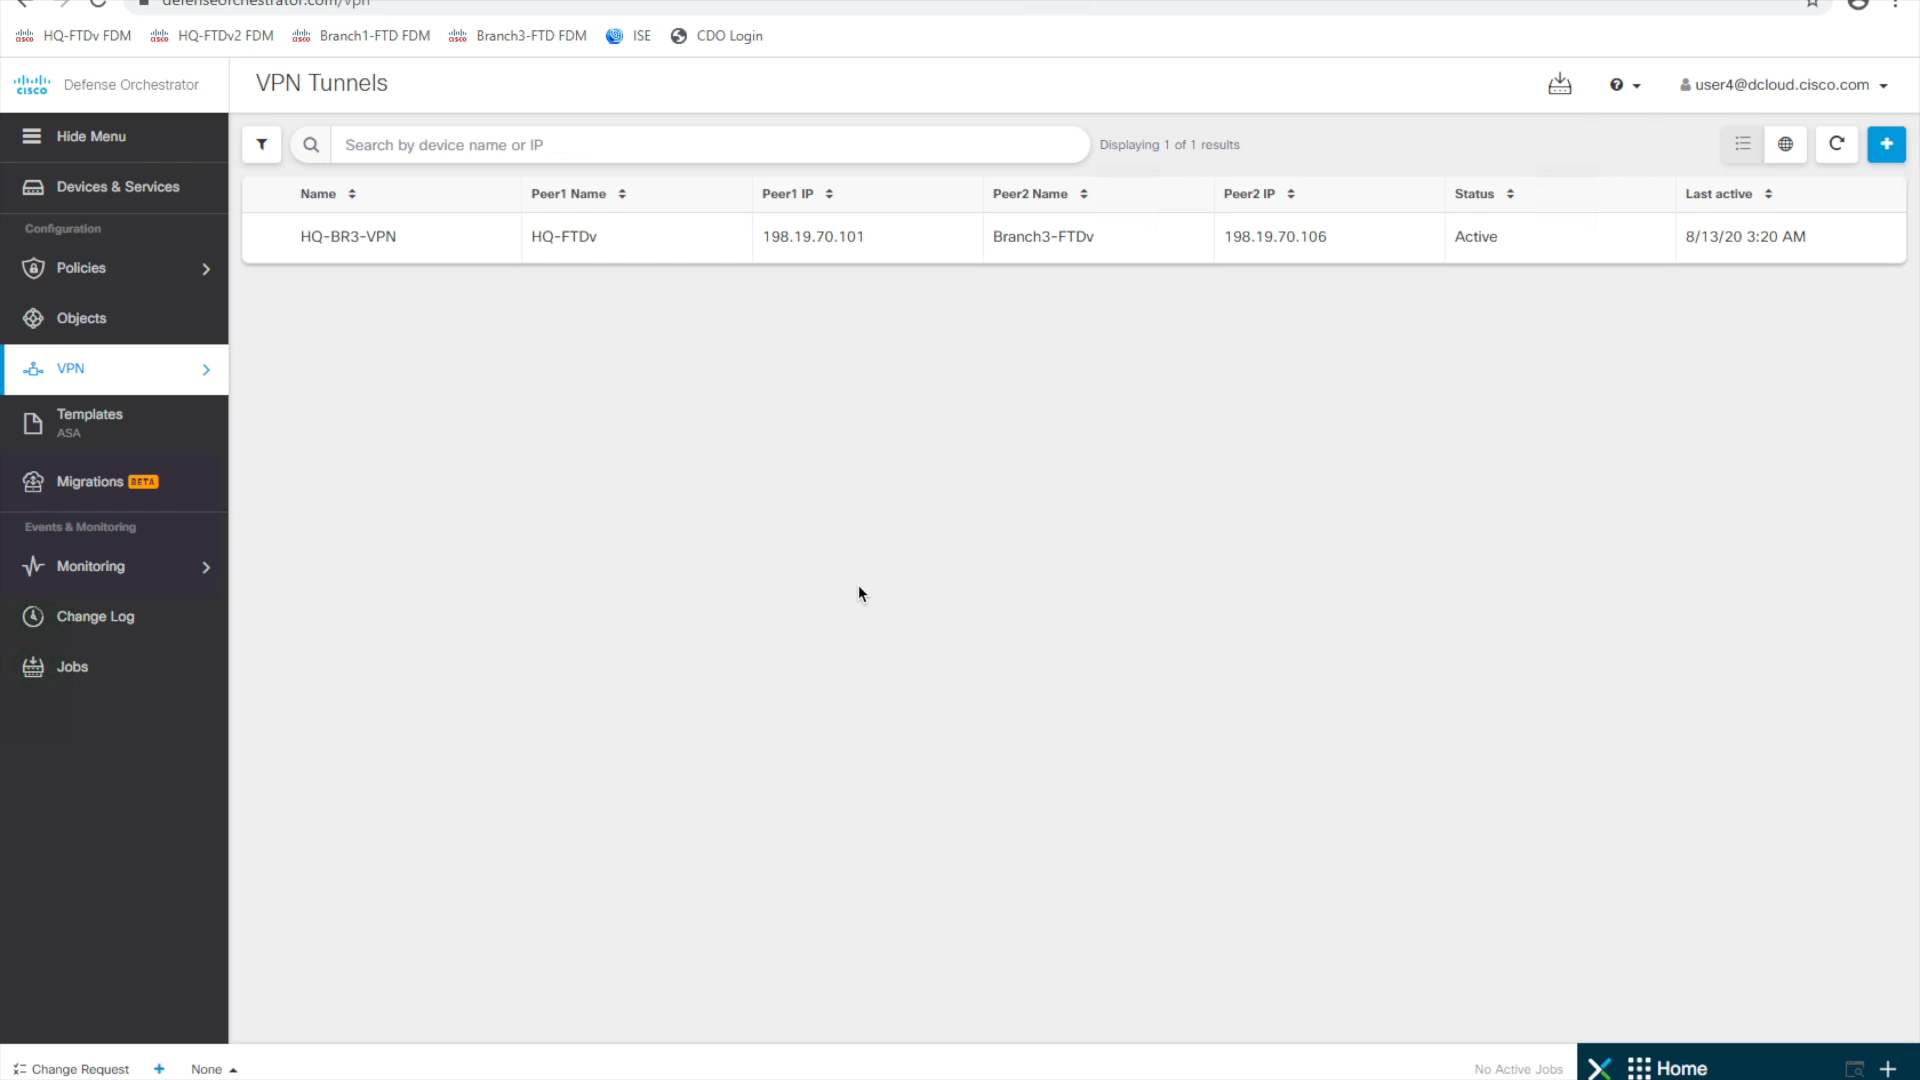 defenseorchestrator.com/vpn
HQ-FTDv FDM HQ-FTDv2 FDM Branch1-FTD FDM Branch3-FTD FDM ISE CDO Login
CISCO Defense Orchestrator
VPN Tunnels
user4@dcloud.cisco.com
Hide Menu
Devices & Services
Configuration
Policies
Objects
VPN
Templates
ASA
Migrations BETA
Events & Monitoring
Monitoring
Change Log
Jobs
Search by device name or IP
Displaying 1 of 1 results
Name Peer1 Name Peer1 IP Peer2 Name Peer2 IP Status Last active
HQ-BR3-VPN HQ-FTDv 198.19.70.101 Branch3-FTDv 198.19.70.106 Active 8/13/20 3:20 AM
Change Request None
No Active Jobs
Home